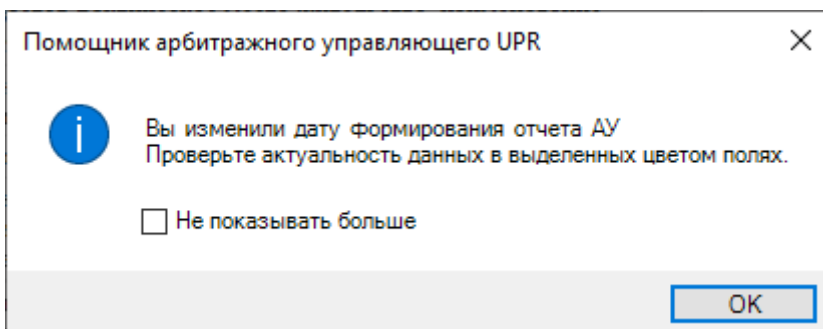 Помощник арбитражного управляющего UPR
Вы изменили дату формирования отчета АУ
Проверьте актуальность данных в выделенных цветом полях.
Не показывать больше
OK